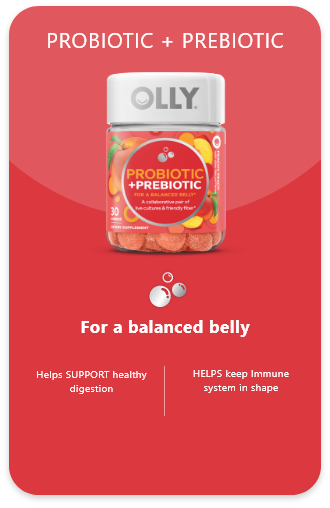 PROBIOTIC + PREBIOTIC
OLLY.
PROBIOTIC
+PREBIOTIC
FOR A BALANCED BELLY
A collaborative pair of
live cultures & friendly fiber
30
DIETARY SUPPLEMENT
For a balanced belly
Helps SUPPORT healthy
digestion
HELPS keep Immune
system in shape